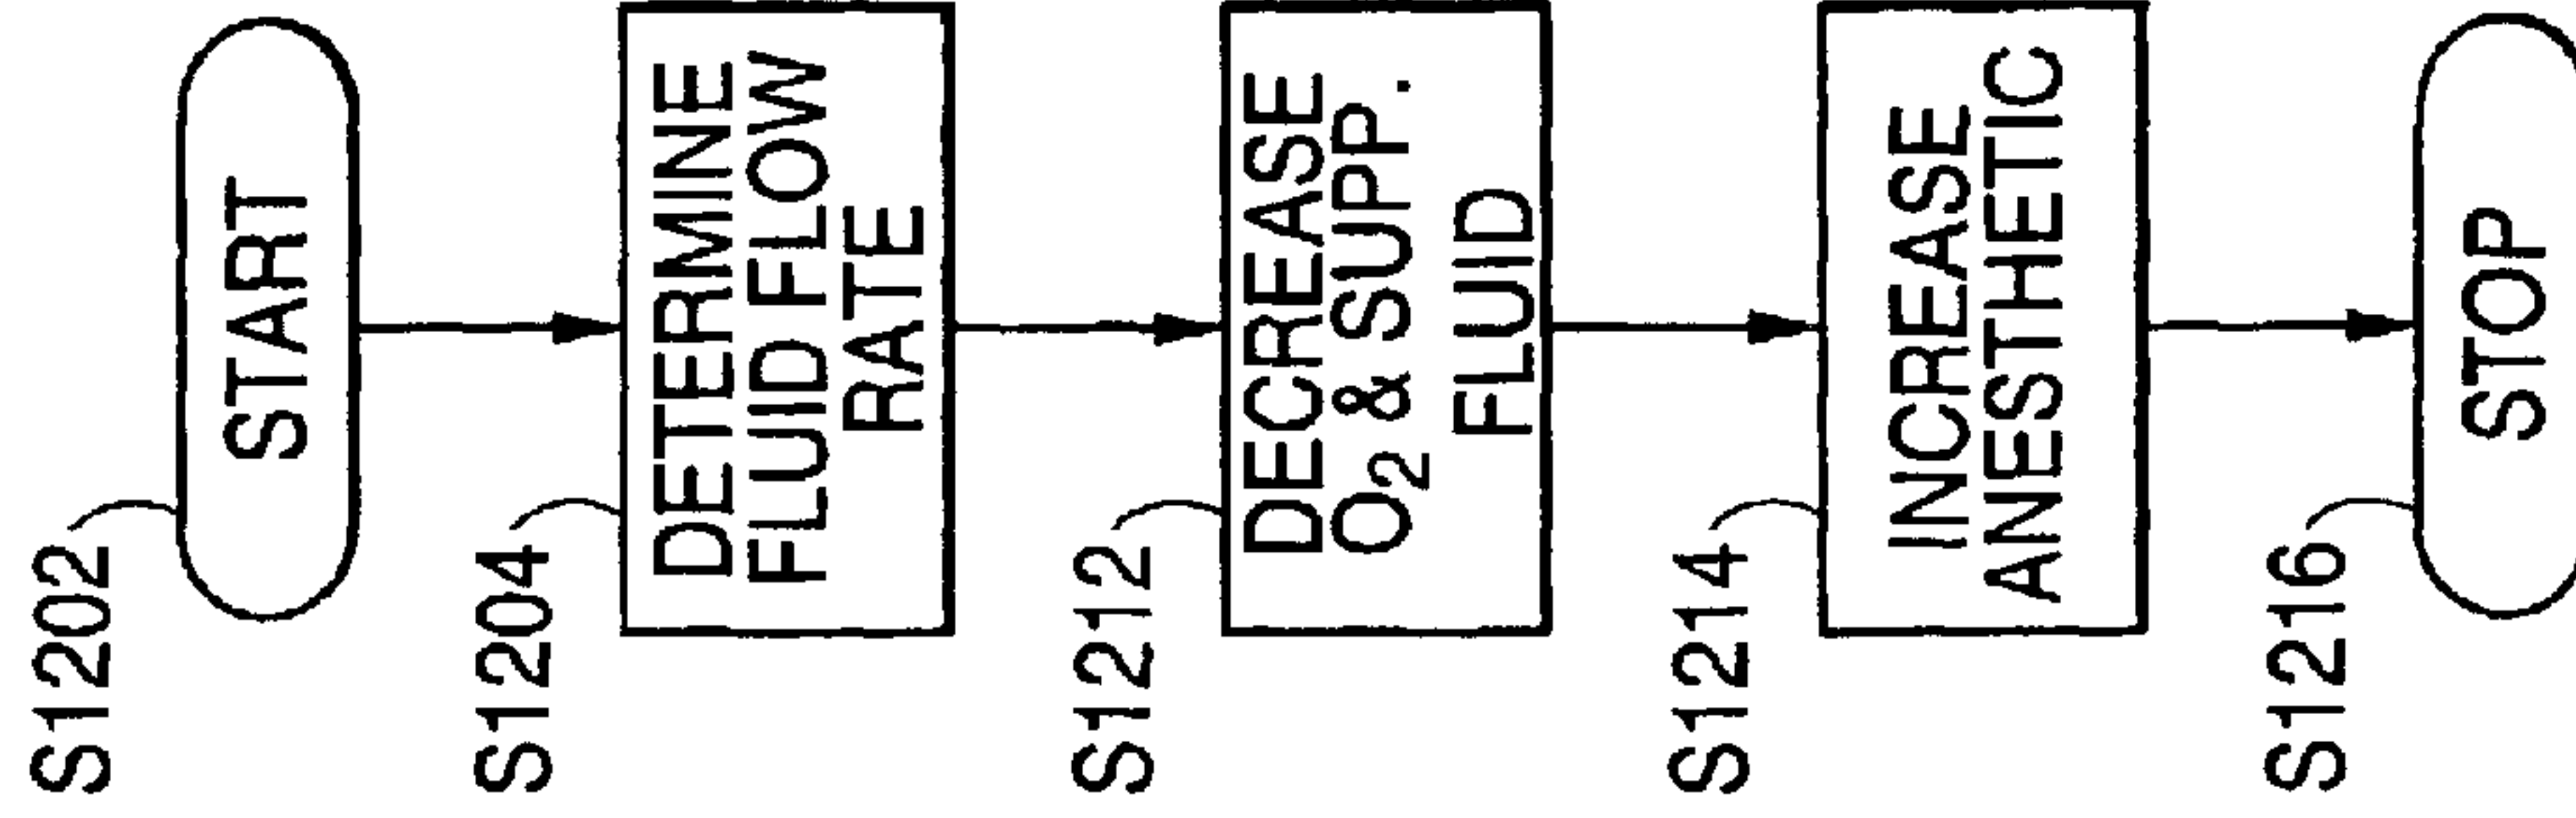 S1202
START
S1204
DETERMINE
FLUID FLOW
RATE
S1212
DECREASE
O₂ & SUPP.
FLUID
S1214
INCREASE
ANESTHETIC
S1216
STOP